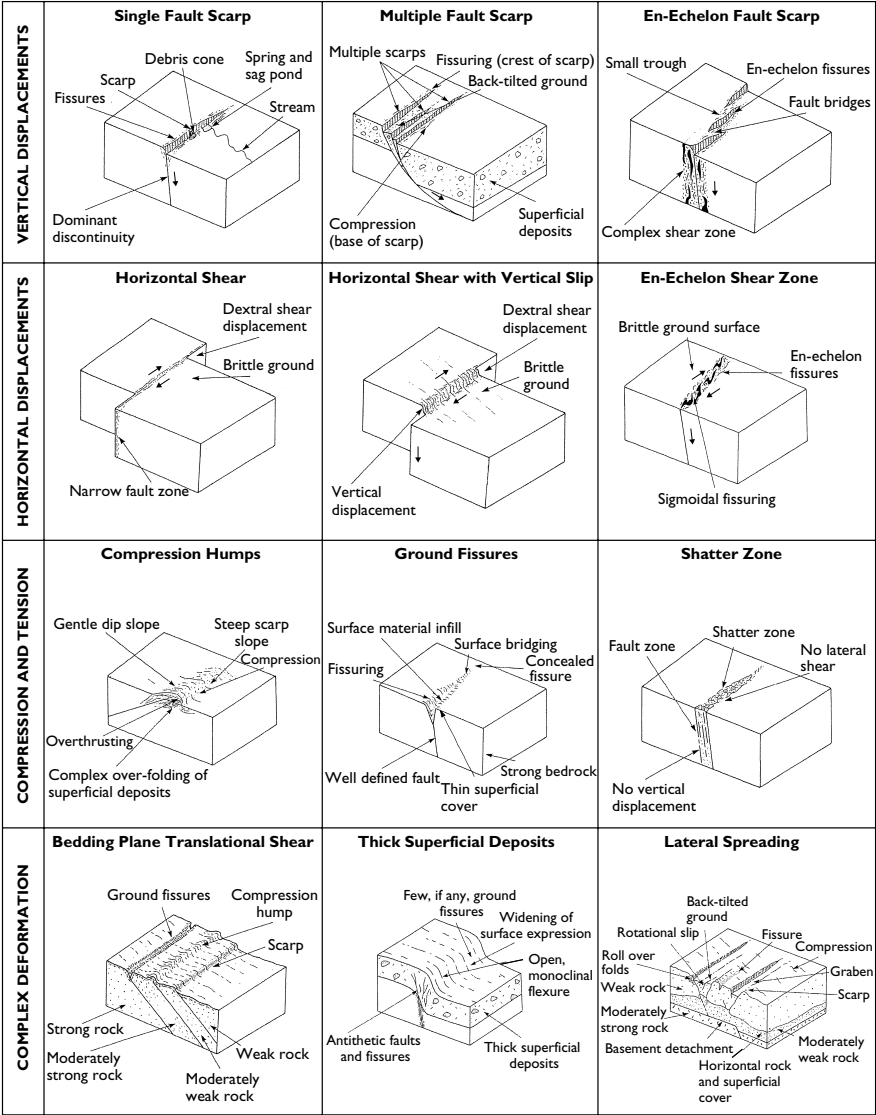 VERTICAL DISPLACEMENTS
Single Fault Scarp
Debris cone
Spring and
sag pond
Scarp
Fissures
Stream
Dominant
discontinuity
Multiple Fault Scarp
Multiple scarps
Fissuring (crest of scarp)
Back-tilted ground
Compression
(base of scarp)
Superficial
deposits
En-Echelon Fault Scarp
Small trough
En-echelon fissures
Fault bridges
Complex shear zone
HORIZONTAL DISPLACEMENTS
Horizontal Shear
Dextral shear
displacement
Brittle ground
Narrow fault zone
Horizontal Shear with Vertical Slip
Dextral shear
displacement
Brittle
ground
Vertical
displacement
En-Echelon Shear Zone
Brittle ground surface
En-echelon
fissures
Sigmoidal fissuring
COMPRESSION AND TENSION
Compression Humps
Gentle dip slope
Steep scarp
slope
Compression
Overthrusting
Complex over-folding of
superficial deposits
Ground Fissures
Surface material infill
Surface bridging
Fissuring
Concealed
fissure
Well defined fault
Strong bedrock
Thin superficial
cover
Shatter Zone
Fault zone
Shatter zone
No lateral
shear
No vertical
displacement
COMPLEX DEFORMATION
Bedding Plane Translational Shear
Ground fissures
Compression
hump
Scarp
Strong rock
Moderately
strong rock
Weak rock
Moderately
weak rock
Thick Superficial Deposits
Few, if any, ground
fissures
Widening of
surface expression
Open,
monoclinal
flexure
Antithetic faults
and fissures
Thick superficial
deposits
Lateral Spreading
Back-tilted
ground
Rotational slip
Fissure
Roll over
folds
Compression
Weak rock
Graben
Scarp
Moderately
strong rock
Basement detachment
Moderately
weak rock
Horizontal rock
and superficial
cover